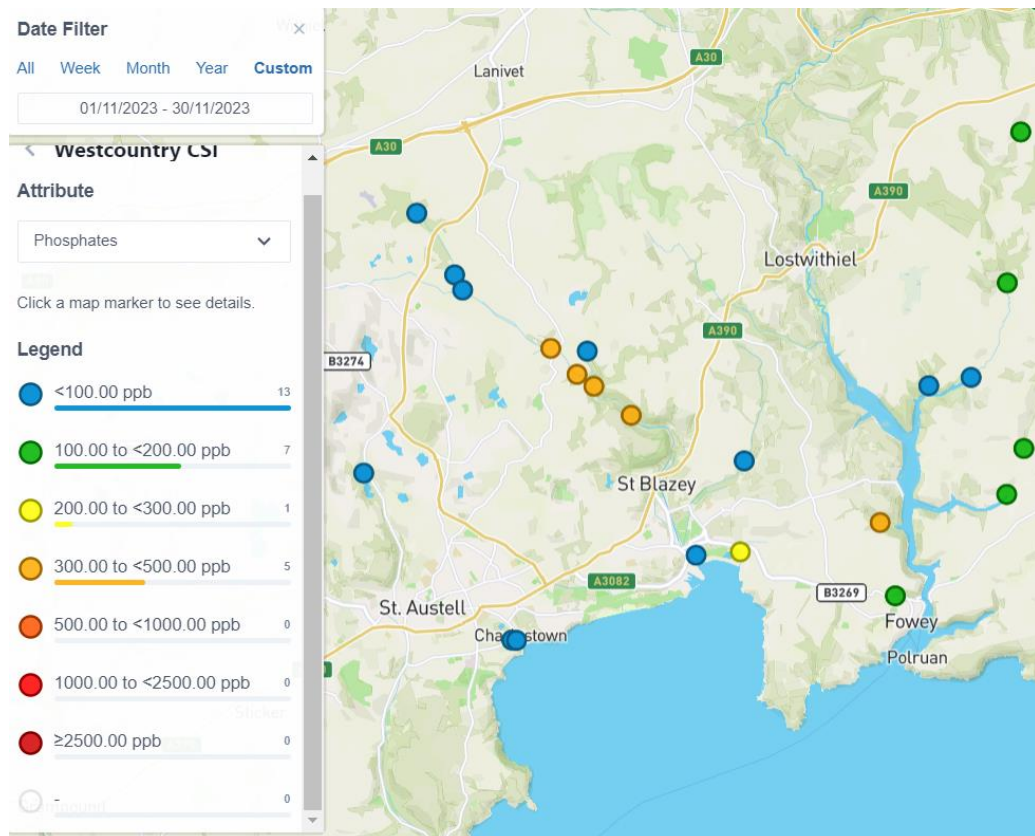 Date Filter
×
All Week Month Year Custom
01/11/2023 - 30/11/2023
Westcountry CSI
Attribute
Phosphates
Click a map marker to see details.
Legend
<100.00 ppb 13
100.00 to <200.00 ppb 7
200.00 to <300.00 ppb 1
300.00 to <500.00 ppb 5
500.00 to <1000.00 ppb 0
1000.00 to <2500.00 ppb 0
Sticker
≥2500.00 ppb 0
- 0
A30
Lanivet
A30
A390
Lostwithiel
A390
B3274
St Blazey
A3082
B3269
St. Austell
Fowey
Charlestown
Polruan